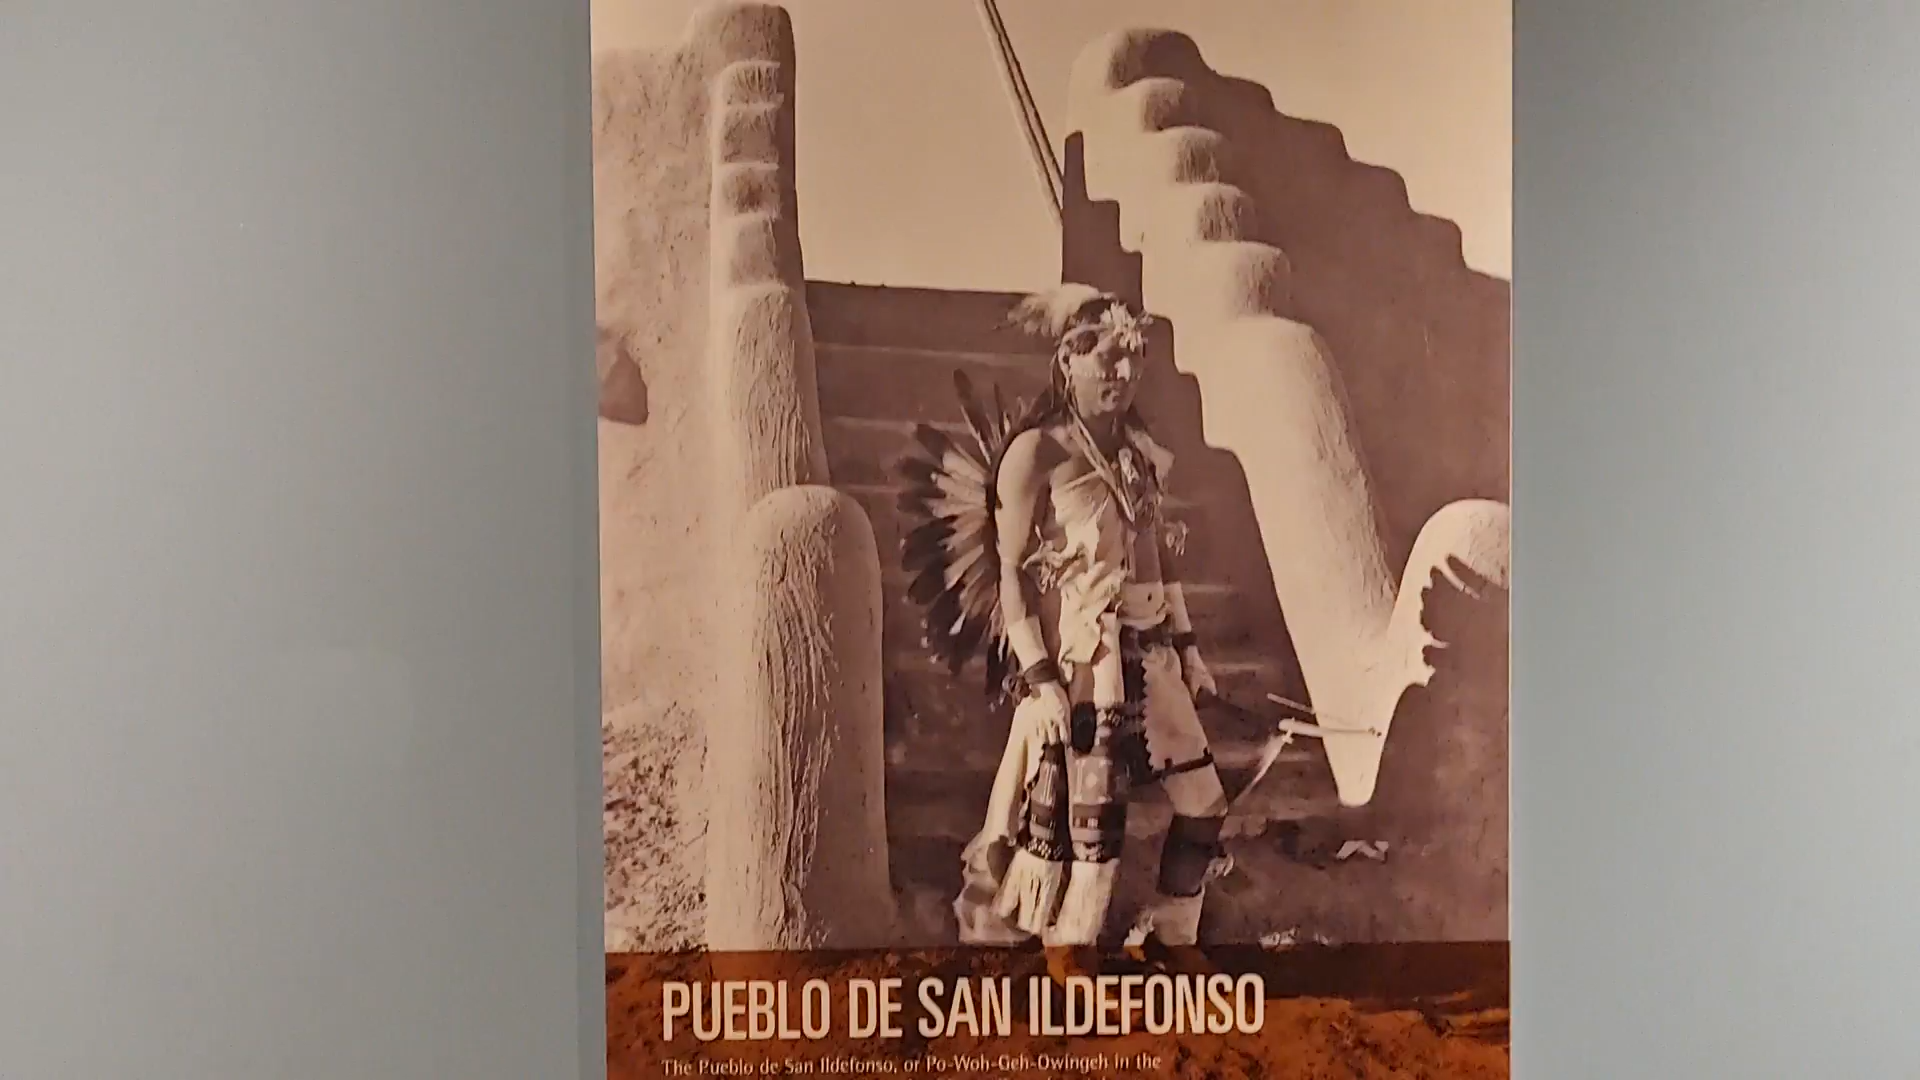 PUEBLO DE SAN ILDEFONSO
The Pueblo de San Ildefonso, or Po-Woh-Geh-Owingeh in the